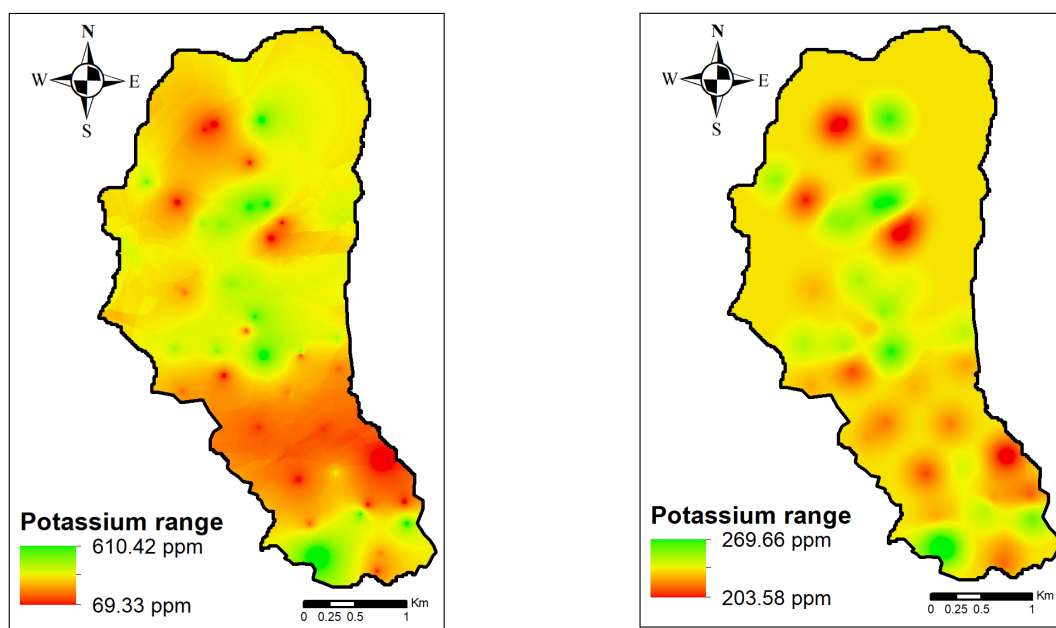 N
W E
S
Potassium range
610.42 ppm
69.33 ppm
Km
0 0.25 0.5 1
N
W E
S
Potassium range
269.66 ppm
203.58 ppm
Km
0 0.25 0.5 1